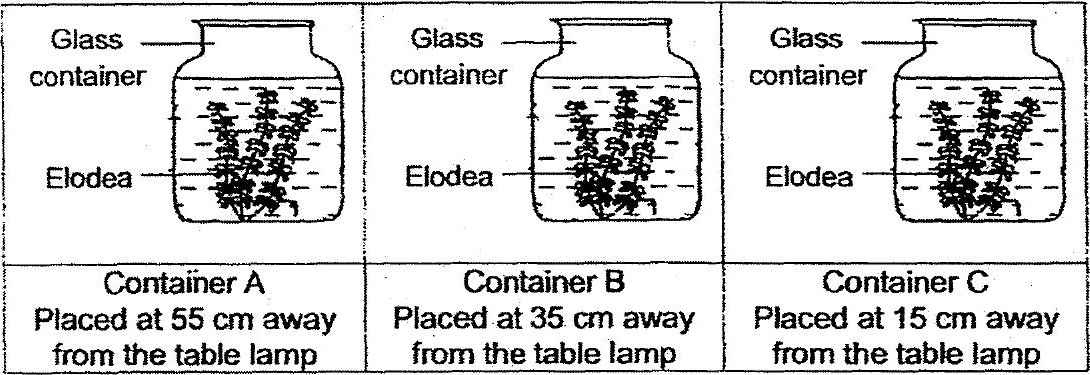 Glass
container
Elodea
Container A
Placed at 55 cm away
from the table lamp
Glass
container
Elodea
Container B
Placed at 35 cm away
from the table lamp
Glass
container
Elodea
Container C
Placed at 15 cm away
from the table lamp